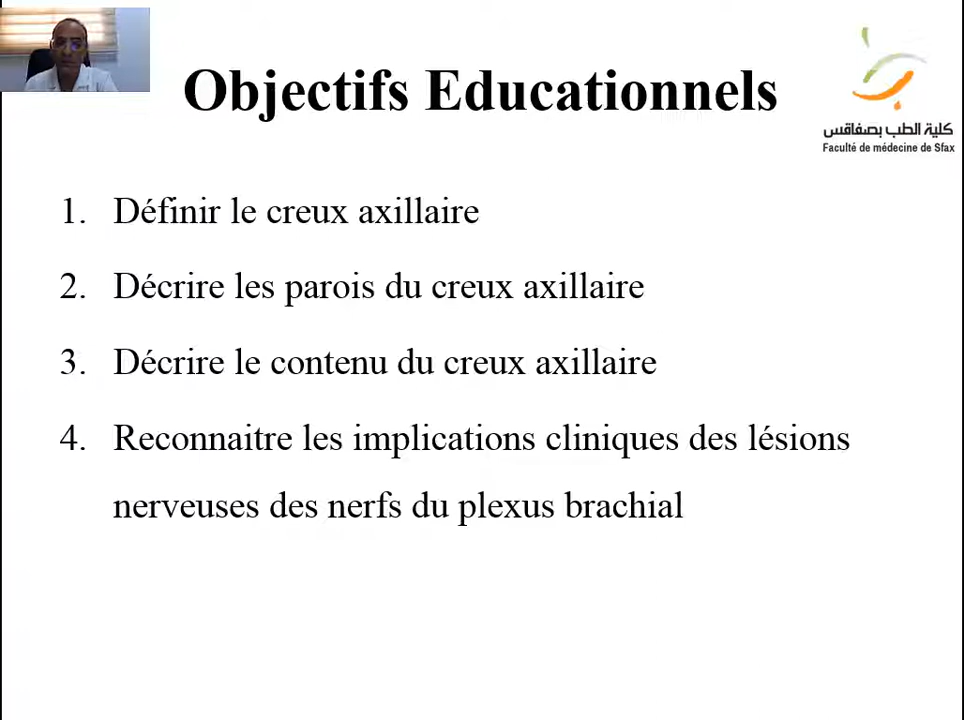 Objectifs Educationnels
كلية الطب بصفاقس
Faculté de médecine de Sfax
1. Définir le creux axillaire
2. Décrire les parois du creux axillaire
3. Décrire le contenu du creux axillaire
4. Reconnaitre les implications cliniques des lésions
nerveuses des nerfs du plexus brachial